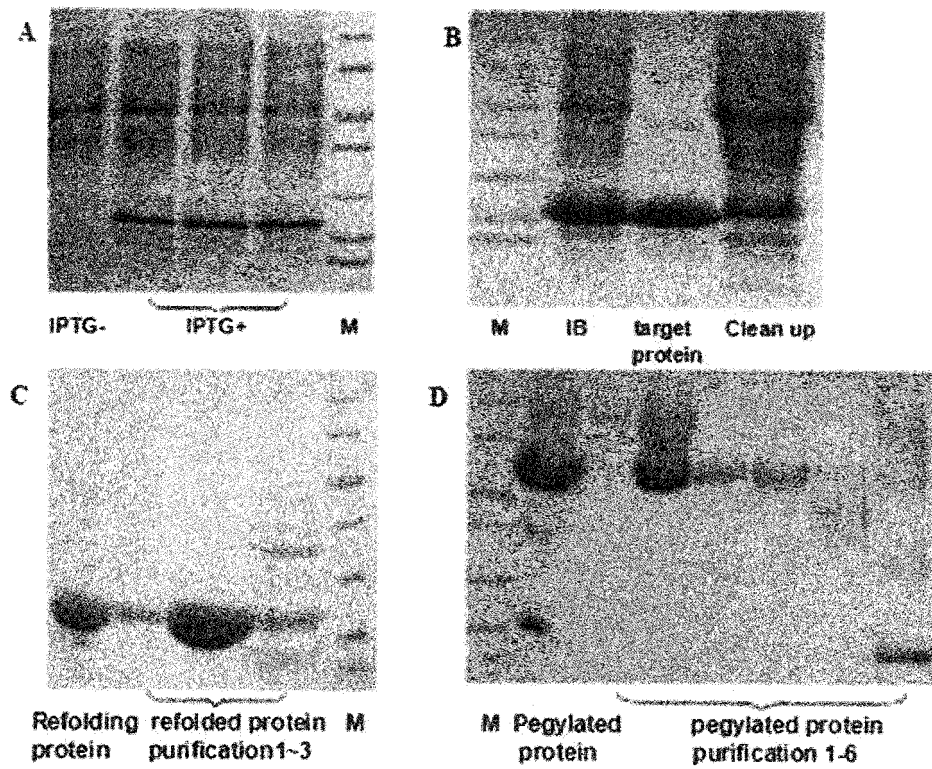 A
B
IPTG-
IPTG+
M
M
IB
target
protein
Clean up
C
D
Refolding
protein
refolded protein
purification1~3
M
M
Pegylated
protein
pegylated protein
purification 1-6